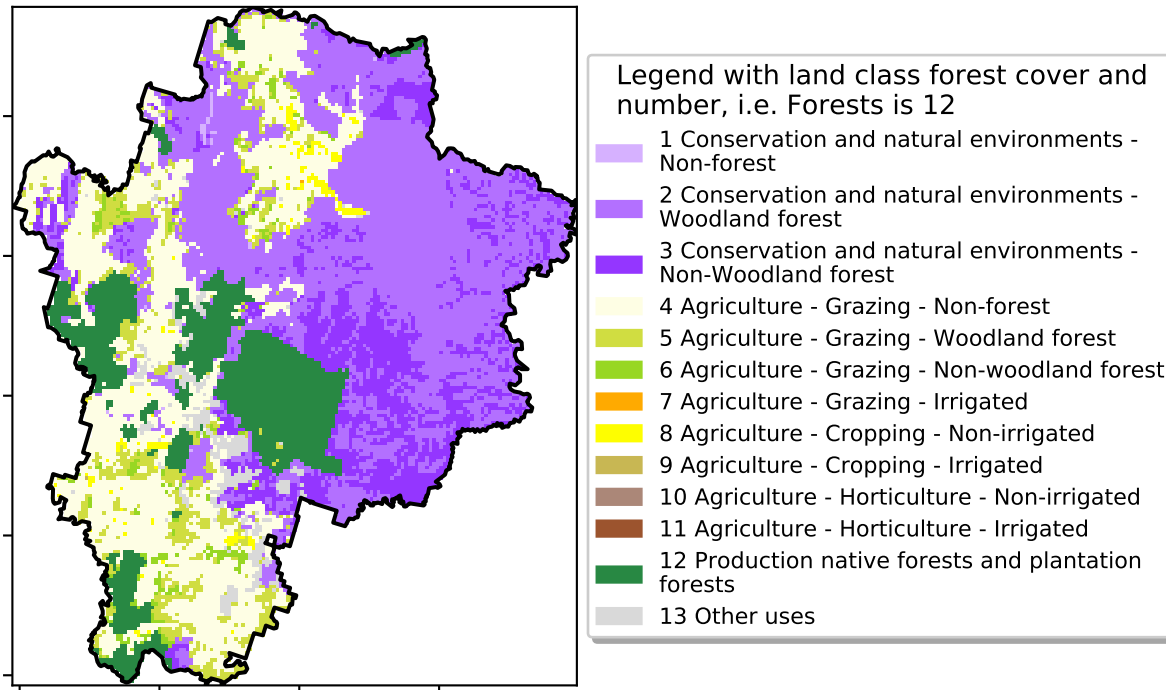 Legend with land class forest cover and
number, i.e. Forests is 12
1 Conservation and natural environments -
Non-forest
2 Conservation and natural environments -
Woodland forest
3 Conservation and natural environments -
Non-Woodland forest
4 Agriculture - Grazing - Non-forest
5 Agriculture - Grazing - Woodland forest
6 Agriculture - Grazing - Non-woodland forest
7 Agriculture - Grazing - Irrigated
8 Agriculture - Cropping - Non-irrigated
9 Agriculture - Cropping - Irrigated
10 Agriculture - Horticulture - Non-irrigated
11 Agriculture - Horticulture - Irrigated
12 Production native forests and plantation
forests
13 Other uses